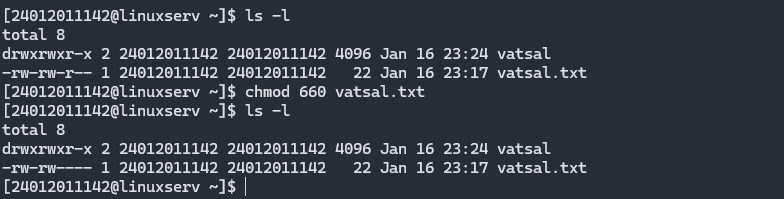 [24012011142@linuxserv ~]$ ls -l
total 8
drwxrwxr-x 2 24012011142 24012011142 4096 Jan 16 23:24 vatsal
-rw-rw-r-- 1 24012011142 24012011142   22 Jan 16 23:17 vatsal.txt
[24012011142@linuxserv ~]$ chmod 660 vatsal.txt
[24012011142@linuxserv ~]$ ls -l
total 8
drwxrwxr-x 2 24012011142 24012011142 4096 Jan 16 23:24 vatsal
-rw-rw---- 1 24012011142 24012011142   22 Jan 16 23:17 vatsal.txt
[24012011142@linuxserv ~]$